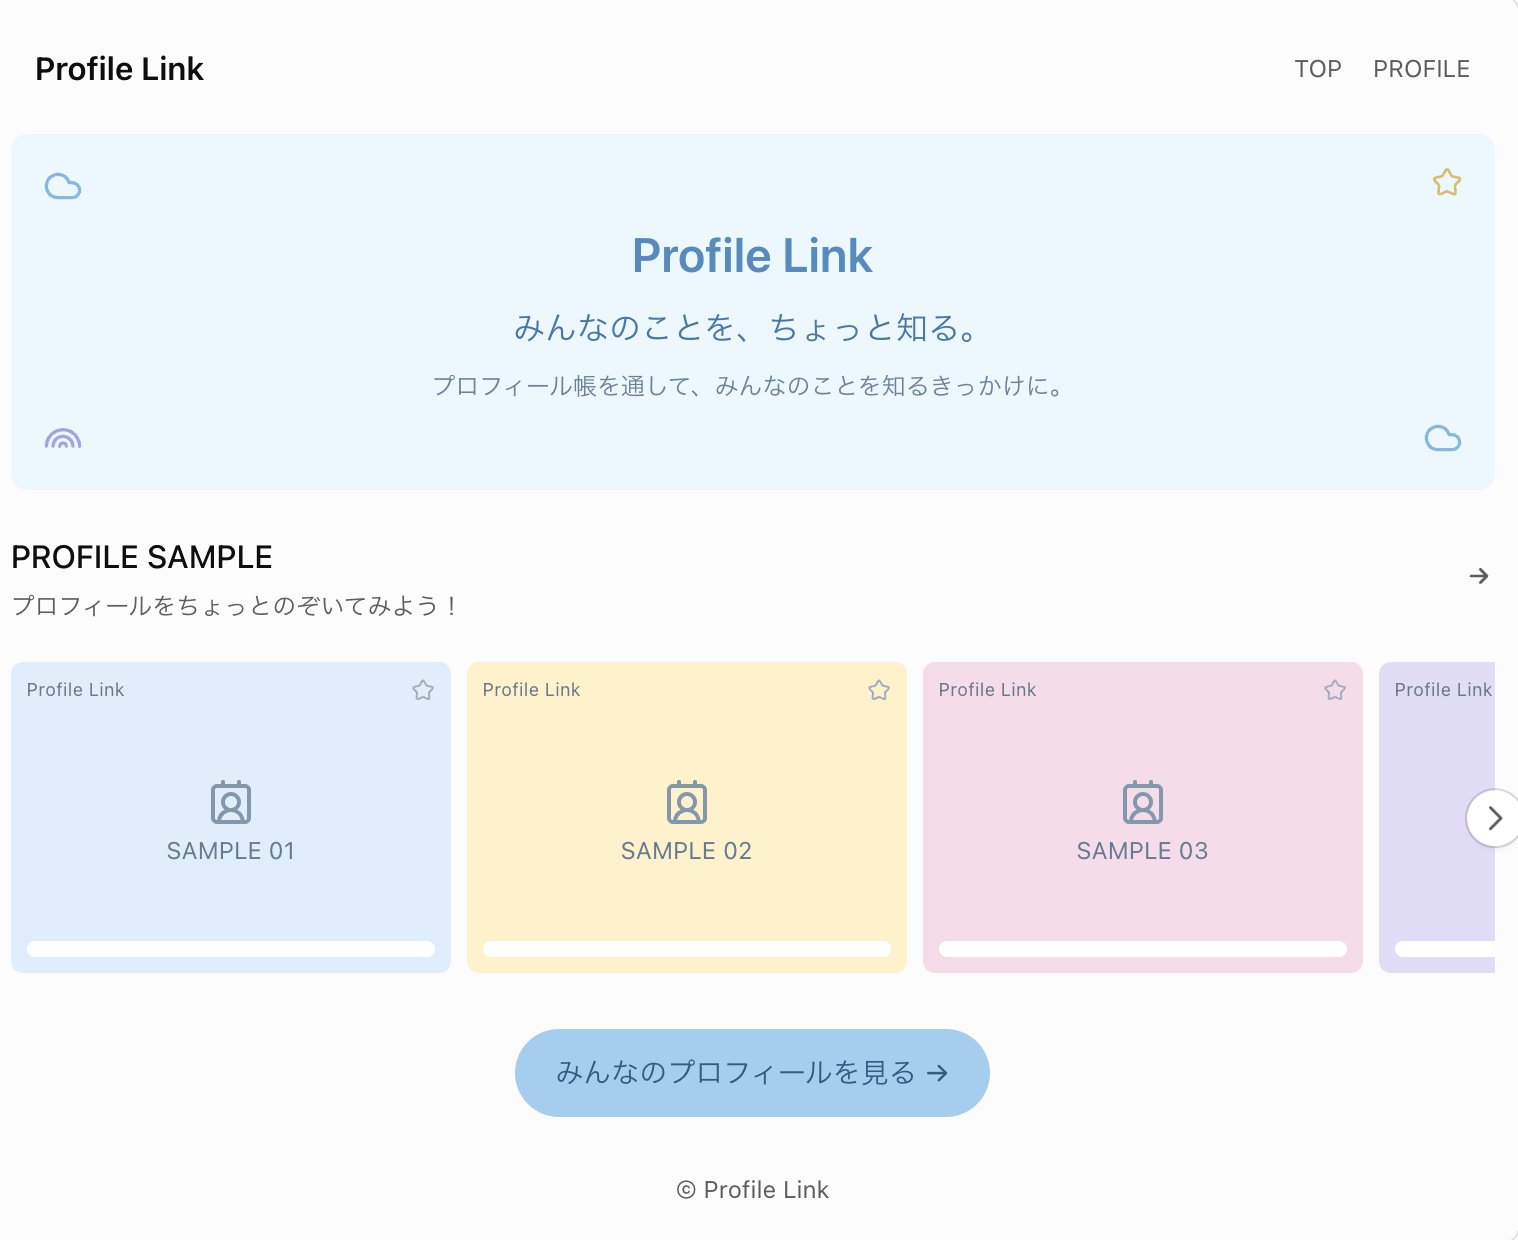 Profile Link
TOP PROFILE
Profile Link
みんなのことを、ちょっと知る。
プロフィール帳を通して、みんなのことを知るきっかけに。
PROFILE SAMPLE
→
プロフィールをちょっとのぞいてみよう！
Profile Link
SAMPLE 01
Profile Link
SAMPLE 02
Profile Link
SAMPLE 03
Profile Link
みんなのプロフィールを見る →
© Profile Link